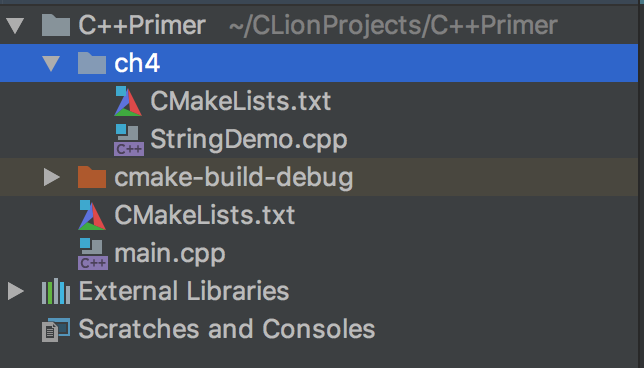 C++Primer ~/CLionProjects/C++Primer
ch4
CMakeLists.txt
C++ StringDemo.cpp
cmake-build-debug
CMakeLists.txt
C++ main.cpp
External Libraries
Scratches and Consoles